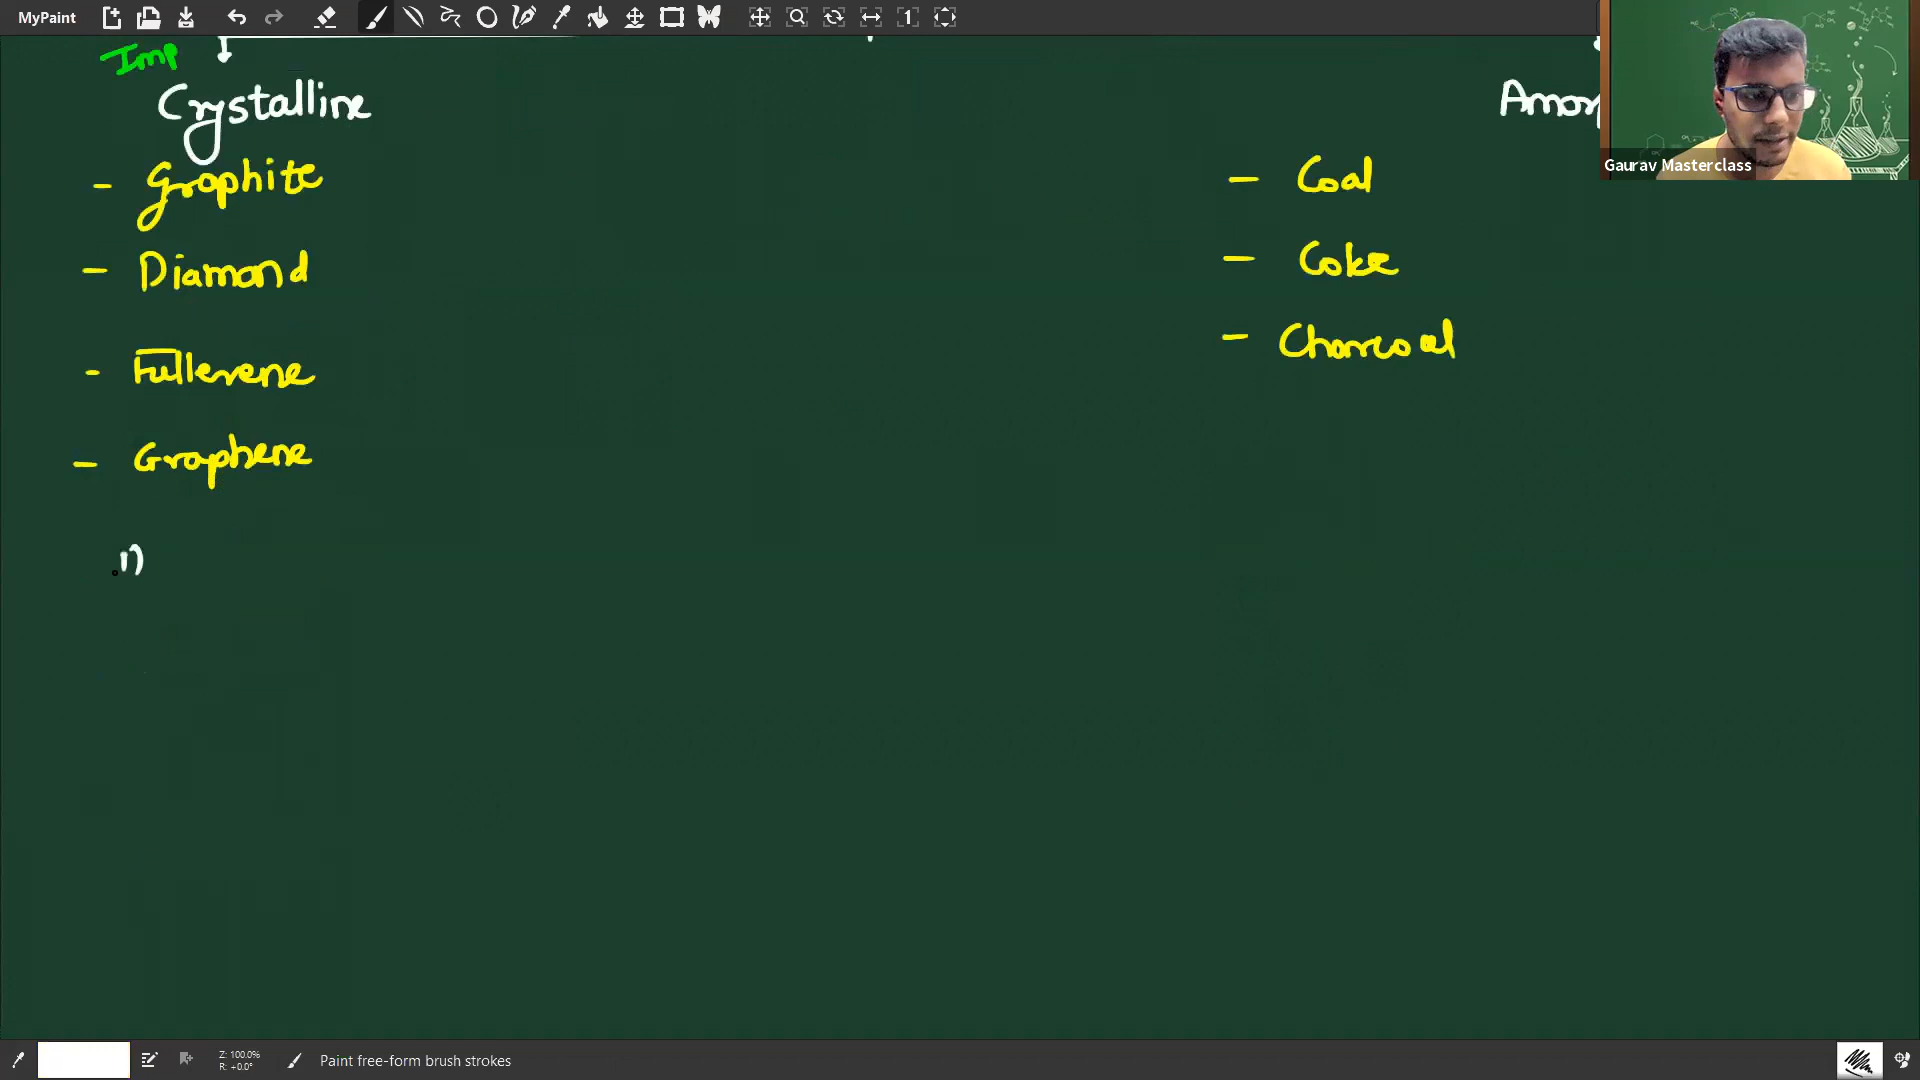 MyPaint
Imp
Crystalline
Amor
- Graphite
- Diamond
- Fullerene
- Graphene
- Coal
- Coke
- Charcoal
1)
Gaurav Masterclass
Z: 100.0%
R: +0.0°
Paint free-form brush strokes